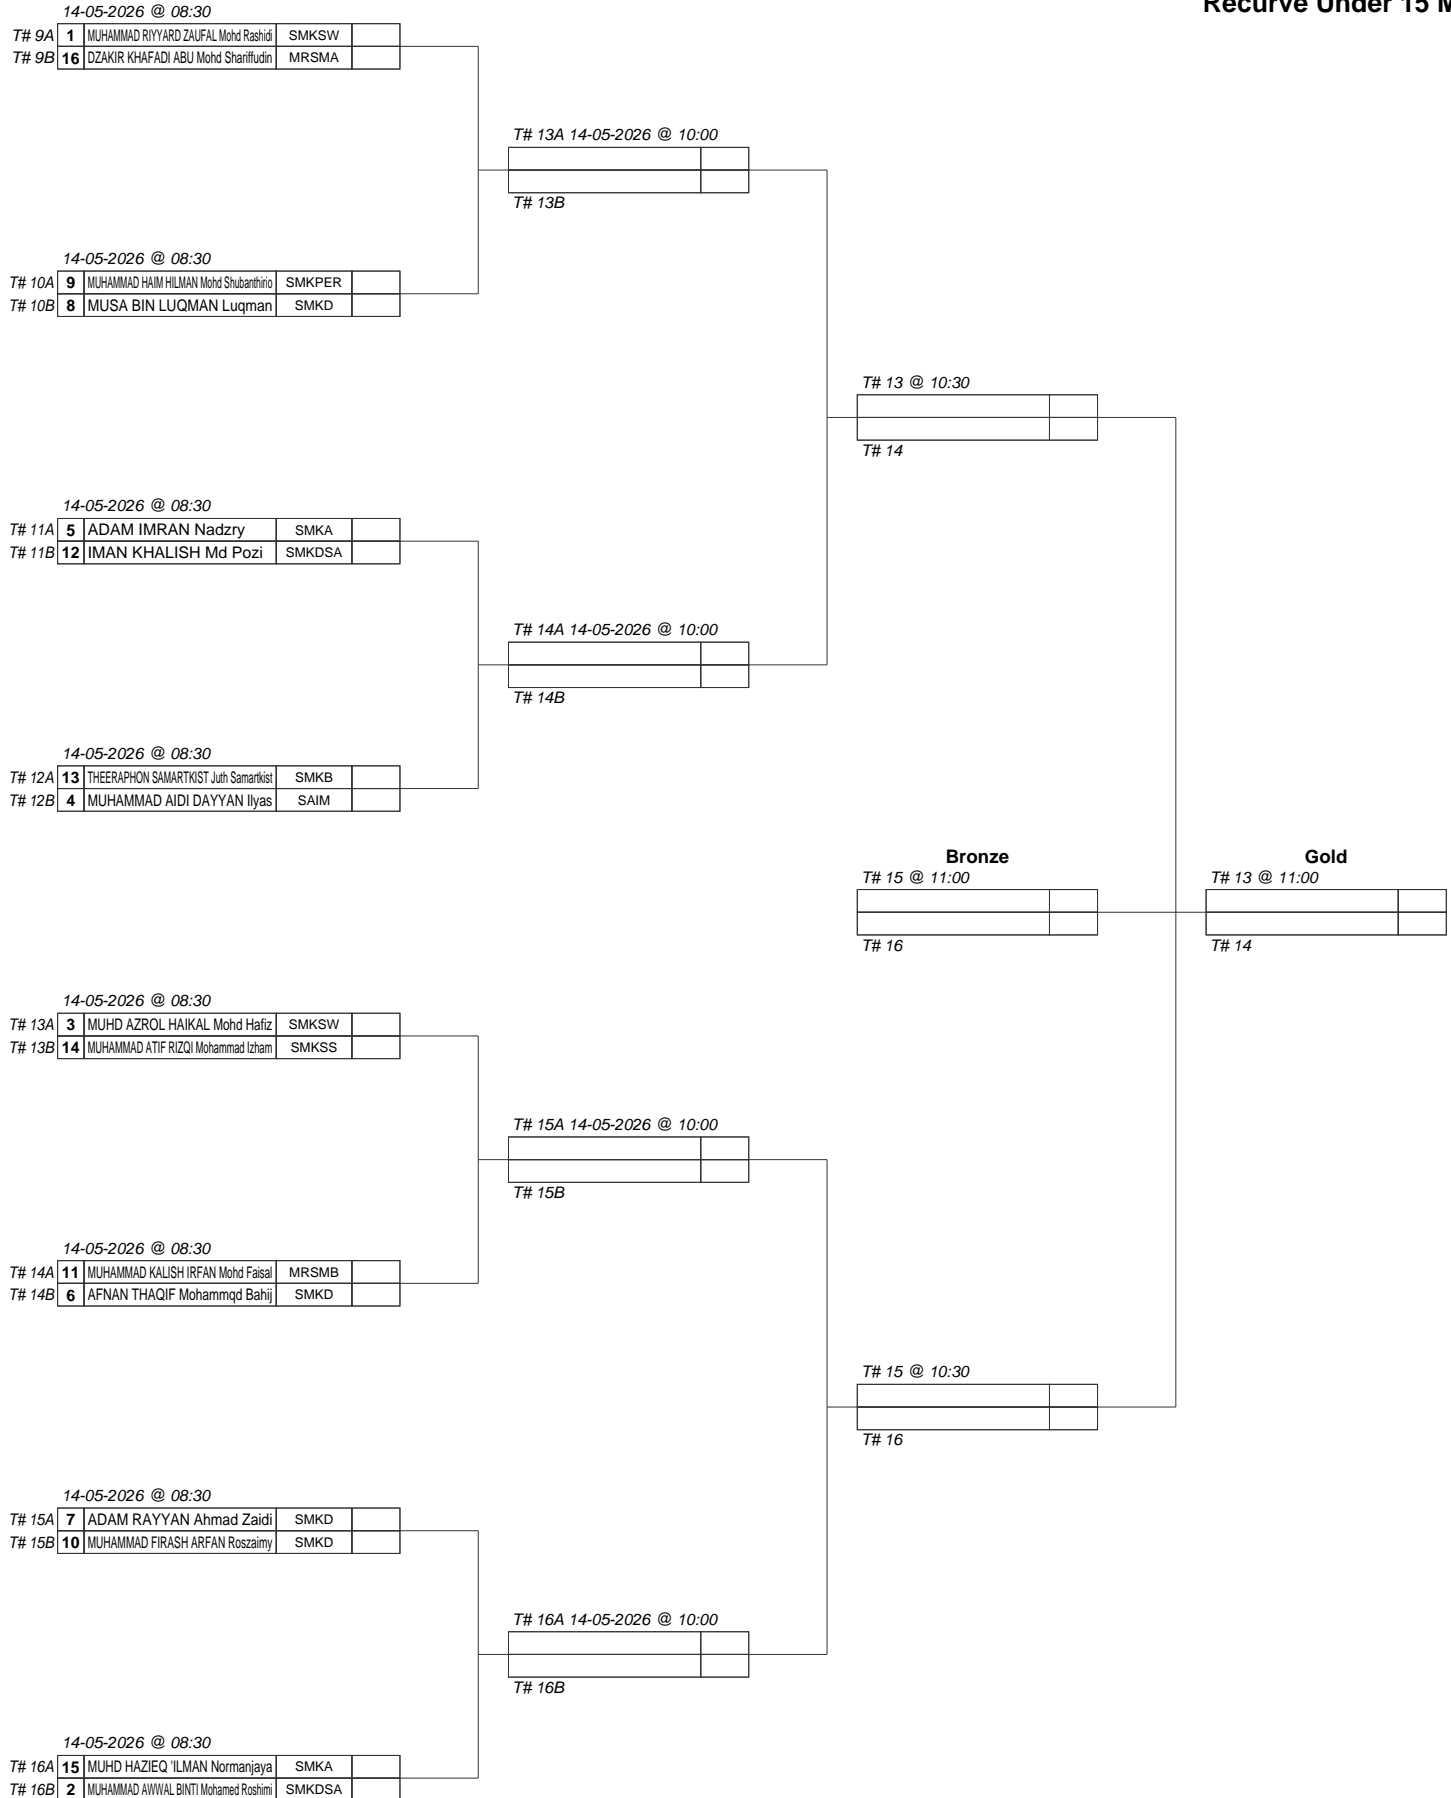 Recurve Under 15 M
14-05-2026 @ 08:30
T# 9A 1 MUHAMMAD RIYYARD ZAUFAL Mohd Rashidi SMKSW
T# 9B 16 DZAKIR KHAFADI ABU Mohd Shariffudin MRSMA
T# 13A 14-05-2026 @ 10:00
T# 13B
14-05-2026 @ 08:30
T# 10A 9 MUHAMMAD HAIM HILMAN Mohd Shubanthirio SMKPER
T# 10B 8 MUSA BIN LUQMAN Luqman SMKD
T# 13 @ 10:30
T# 14
14-05-2026 @ 08:30
T# 11A 5 ADAM IMRAN Nadzry SMKA
T# 11B 12 IMAN KHALISH Md Pozi SMKDSA
T# 14A 14-05-2026 @ 10:00
T# 14B
14-05-2026 @ 08:30
T# 12A 13 THEERAPHON SAMARTKIST Juth Samartkist SMKB
T# 12B 4 MUHAMMAD AIDI DAYYAN Ilyas SAIM
Bronze Gold
T# 15 @ 11:00 T# 13 @ 11:00
T# 16 T# 14
14-05-2026 @ 08:30
T# 13A 3 MUHD AZROL HAIKAL Mohd Hafiz SMKSW
T# 13B 14 MUHAMMAD ATIF RIZQI Mohammad Izham SMKSS
T# 15A 14-05-2026 @ 10:00
T# 15B
14-05-2026 @ 08:30
T# 14A 11 MUHAMMAD KALISH IRFAN Mohd Faisal MRSMB
T# 14B 6 AFNAN THAQIF Mohammqd Bahij SMKD
T# 15 @ 10:30
T# 16
14-05-2026 @ 08:30
T# 15A 7 ADAM RAYYAN Ahmad Zaidi SMKD
T# 15B 10 MUHAMMAD FIRASH ARFAN Roszaimy SMKD
T# 16A 14-05-2026 @ 10:00
T# 16B
14-05-2026 @ 08:30
T# 16A 15 MUHD HAZIEQ 'ILMAN Normanjaya SMKA
T# 16B 2 MUHAMMAD AWWAL BINTI Mohamed Roshimi SMKDSA